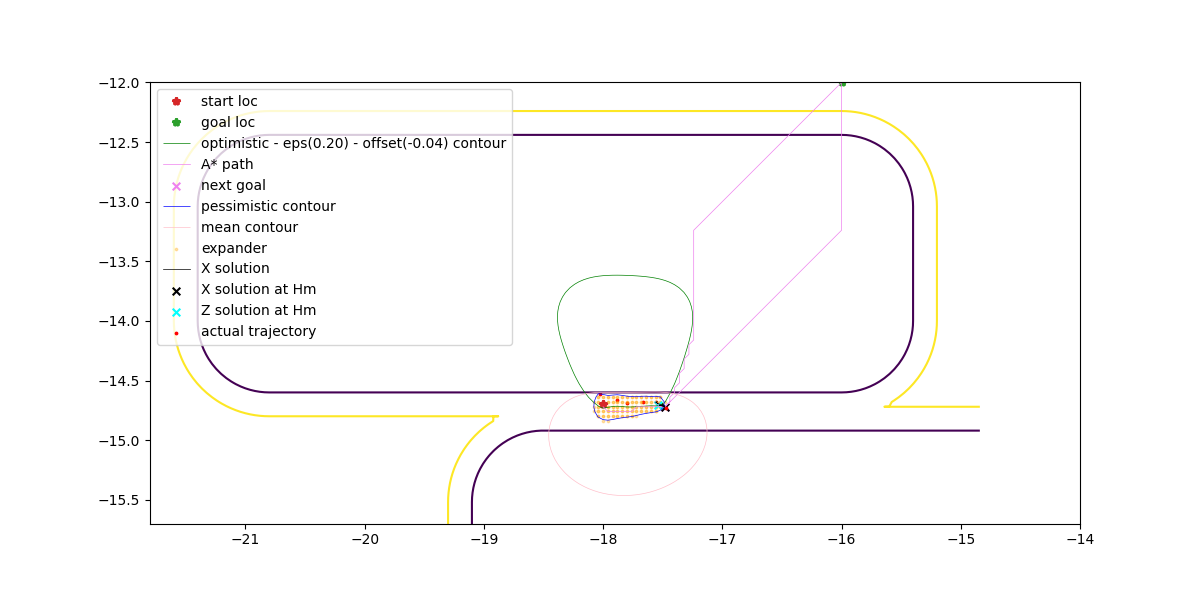 −12.0
−12.5
−13.0
−13.5
−14.0
−14.5
−15.0
−15.5
start loc
goal loc
optimistic - eps(0.20) - offset(-0.04) contour
A* path
next goal
pessimistic contour
mean contour
expander
X solution
X solution at Hm
Z solution at Hm
actual trajectory
−21 −20 −19 −18 −17 −16 −15 −14